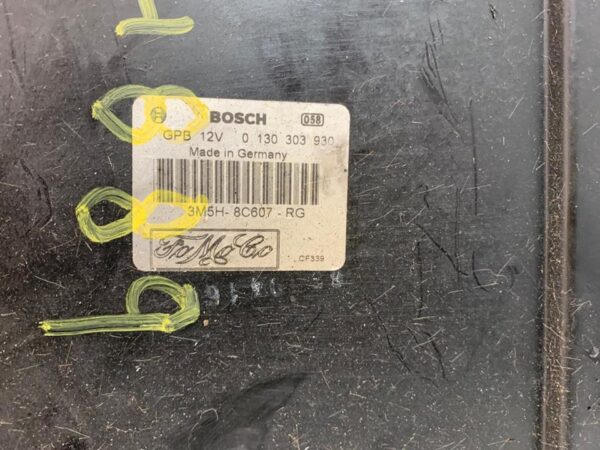 BOSCH 058
GPB 12V 0 130 303 930
Made in Germany
3M5H- 8C607 - RG
FoMoCo
CF339